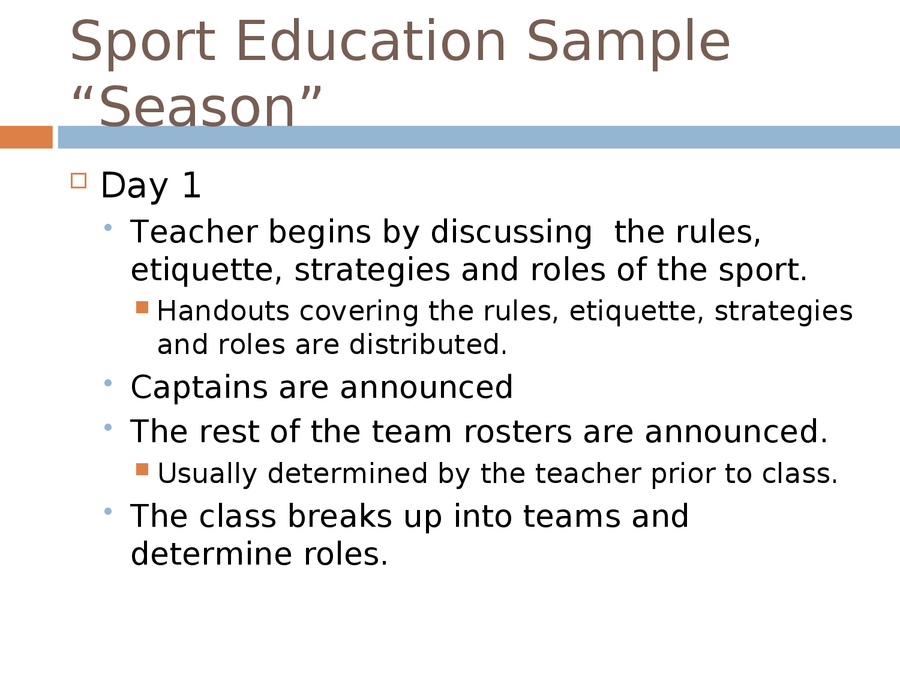 Sport Education Sample
“Season”
Day 1
Teacher begins by discussing  the rules,
etiquette, strategies and roles of the sport.
Handouts covering the rules, etiquette, strategies
and roles are distributed.
Captains are announced
The rest of the team rosters are announced.
Usually determined by the teacher prior to class.
The class breaks up into teams and
determine roles.